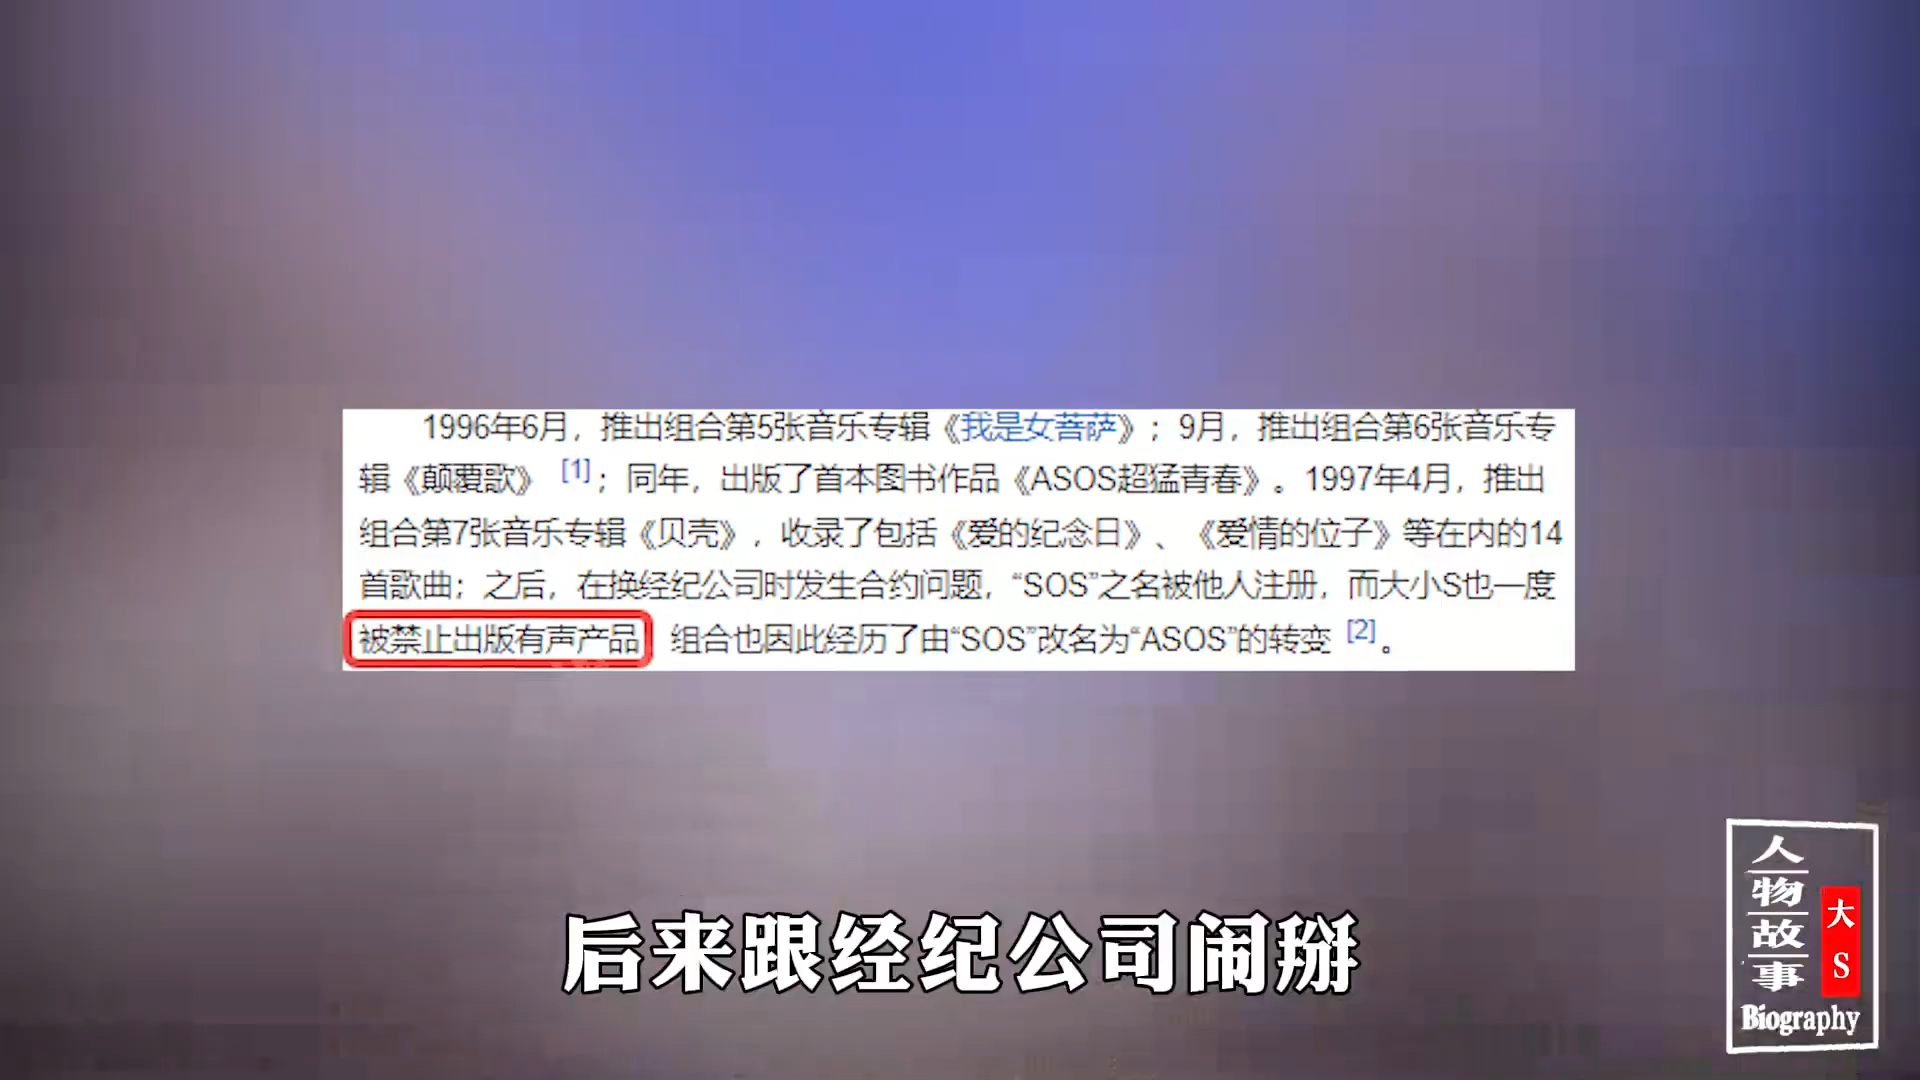 1996年6月，推出组合第5张音乐专辑《我是女菩萨》；9月，推出组合第6张音乐专
辑《颠覆歌》 [1]；同年，出版了首本图书作品《ASOS超猛青春》。1997年4月，推出
组合第7张音乐专辑《贝壳》，收录了包括《爱的纪念日》、《爱情的位子》等在内的14
首歌曲；之后，在换经纪公司时发生合约问题，“SOS”之名被他人注册，而大小S也一度
被禁止出版有声产品 组合也因此经历了由“SOS”改名为“ASOS”的转变 [2]。
后来跟经纪公司闹掰
人物故事
大S
Biography